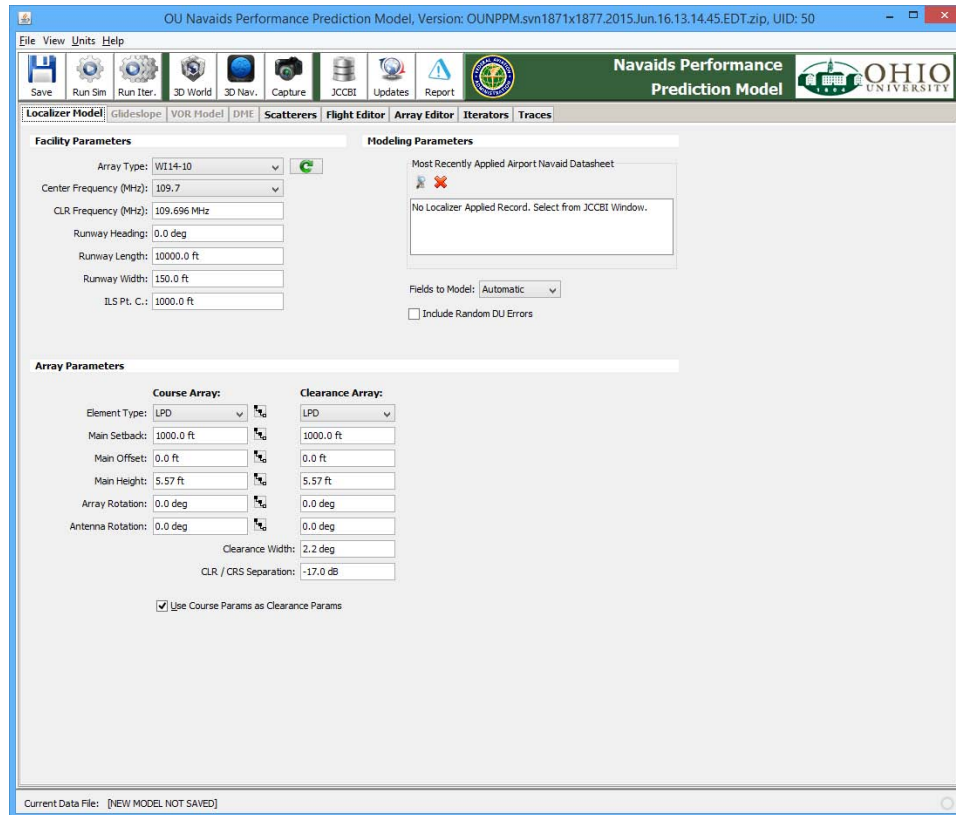 OU Navaids Performance Prediction Model, Version: OUNPPM.svn1871x1877.2015.Jun.16.13.14.45.EDT.zip, UID: 50
File View Units Help
Save Run Sim Run Iter. 3D World 3D Nav. Capture JCCBI Updates Report
Navaids Performance
Prediction Model
OHIO
UNIVERSITY
Localizer Model Glideslope VOR Model DME Scatterers Flight Editor Array Editor Iterators Traces
Facility Parameters
Array Type: WI14-10
Center Frequency (MHz): 109.7
CLR Frequency (MHz): 109.696 MHz
Runway Heading: 0.0 deg
Runway Length: 10000.0 ft
Runway Width: 150.0 ft
ILS Pt. C.: 1000.0 ft
Modeling Parameters
Most Recently Applied Airport Navaid Datasheet
No Localizer Applied Record. Select from JCCBI Window.
Fields to Model: Automatic
Include Random DU Errors
Array Parameters
Course Array: Clearance Array:
Element Type: LPD LPD
Main Setback: 1000.0 ft 1000.0 ft
Main Offset: 0.0 ft 0.0 ft
Main Height: 5.57 ft 5.57 ft
Array Rotation: 0.0 deg 0.0 deg
Antenna Rotation: 0.0 deg 0.0 deg
Clearance Width: 2.2 deg
CLR / CRS Separation: -17.0 dB
Use Course Params as Clearance Params
Current Data File: [NEW MODEL NOT SAVED]